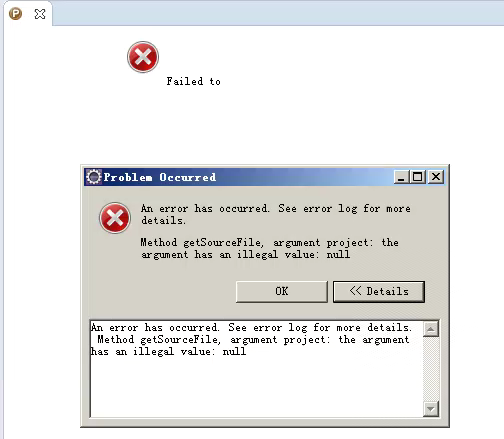 P
Failed to
Problem Occurred
An error has occurred. See error log for more
details.
Method getSourceFile, argument project: the
argument has an illegal value: null
OK
<< Details
An error has occurred. See error log for more details.
Method getSourceFile, argument project: the argument
has an illegal value: null